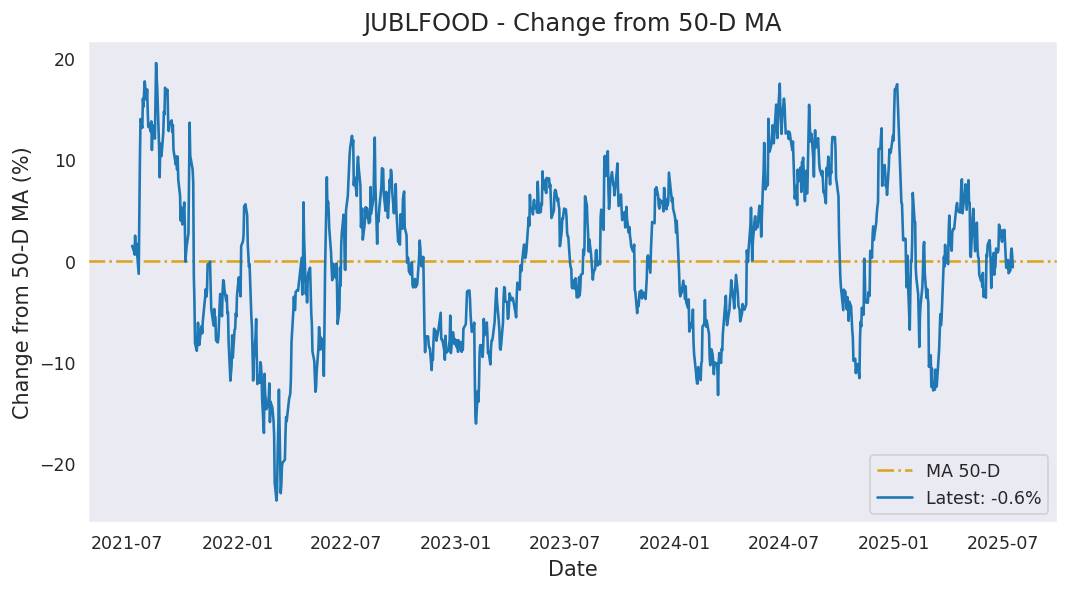 JUBLFOOD - Change from 50-D MA
Change from 50-D MA (%)
20
10
0
−10
−20
MA 50-D
Latest: -0.6%
2021-07 2022-01 2022-07 2023-01 2023-07 2024-01 2024-07 2025-01 2025-07
Date